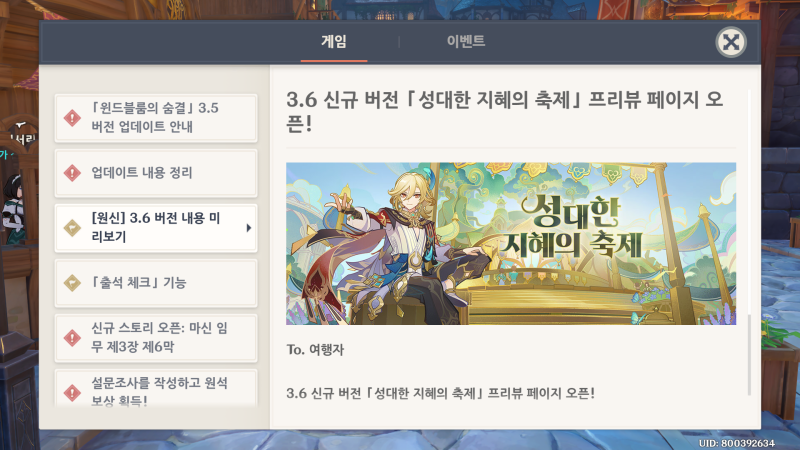 게임
이벤트
「윈드블룸의 숨결」 3.5
버전 업데이트 안내
업데이트 내용 정리
[원신] 3.6 버전 내용 미
리보기
「출석 체크」 기능
신규 스토리 오픈: 마신 임
무 제3장 제6막
설문조사를 작성하고 원석
보상 획득!
3.6 신규 버전 「성대한 지혜의 축제」 프리뷰 페이지 오
픈!
성대한
지혜의 축제
To. 여행자
3.6 신규 버전 「성대한 지혜의 축제」 프리뷰 페이지 오픈!
UID: 800392634